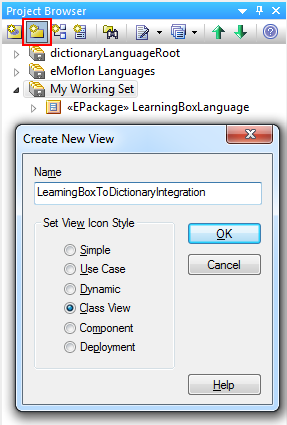 Project Browser
dictionaryLanguageRoot
eMoflon Languages
My Working Set
«EPackage» LearningBoxLanguage
Create New View
Name
LearningBoxToDictionaryIntegration
Set View Icon Style
Simple
OK
Use Case
Cancel
Dynamic
Class View
Component
Deployment
Help